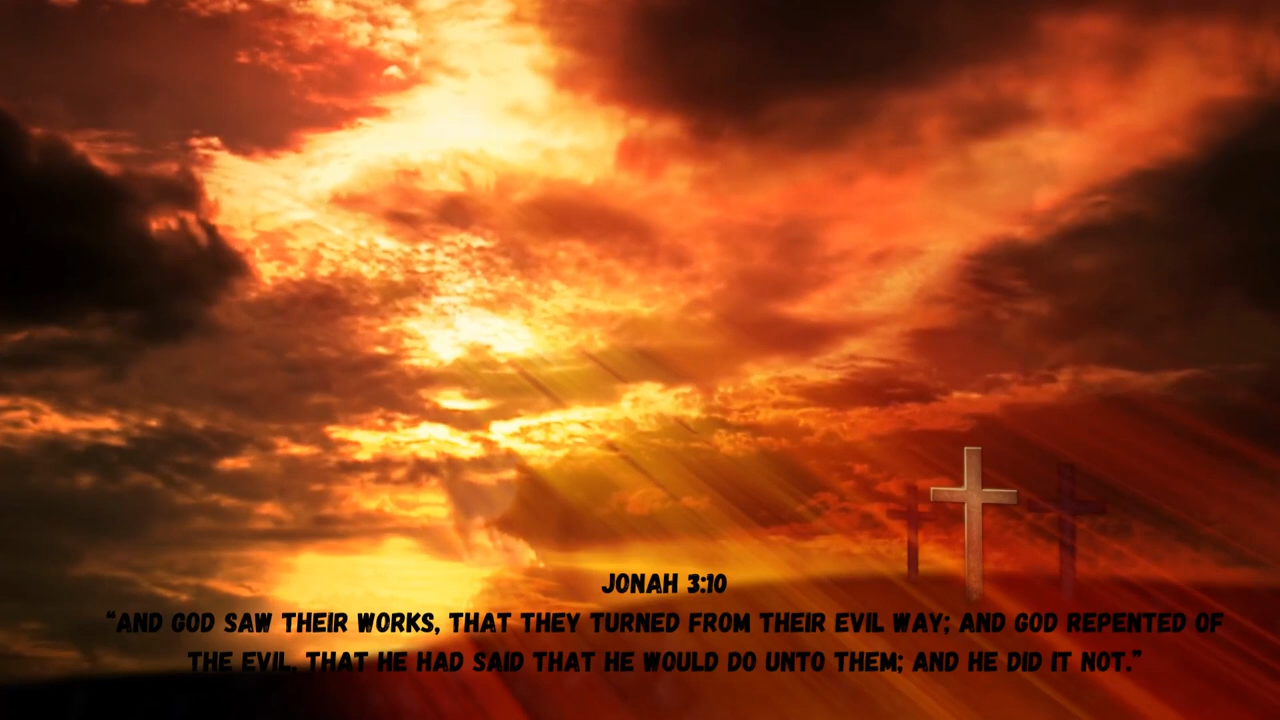 JONAH 3:10
"AND GOD SAW THEIR WORKS, THAT THEY TURNED FROM THEIR EVIL WAY; AND GOD REPENTED OF
THE EVIL, THAT HE HAD SAID THAT HE WOULD DO UNTO THEM; AND HE DID IT NOT."